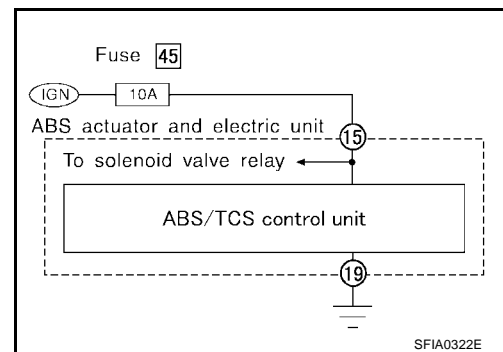 Fuse 45
IGN 10A
ABS actuator and electric unit
15
To solenoid valve relay
ABS/TCS control unit
19
SFIA0322E